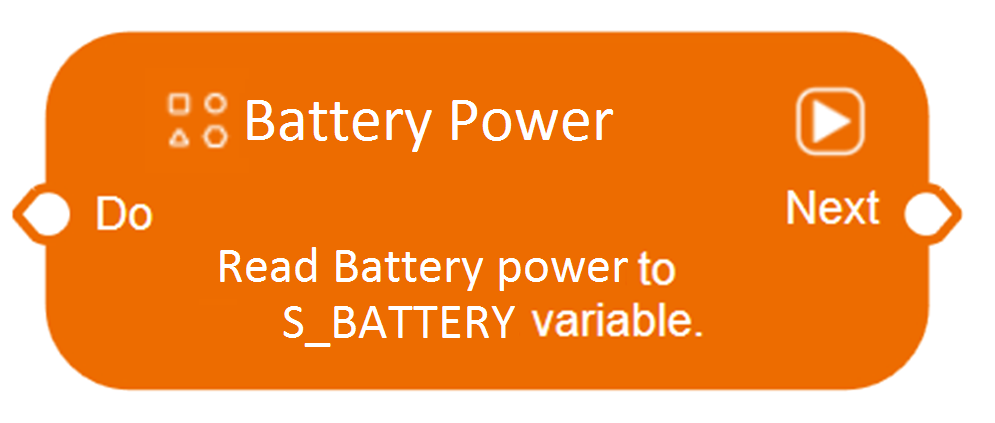 Battery Power
Do
Next
Read Battery power to
S_BATTERY variable.